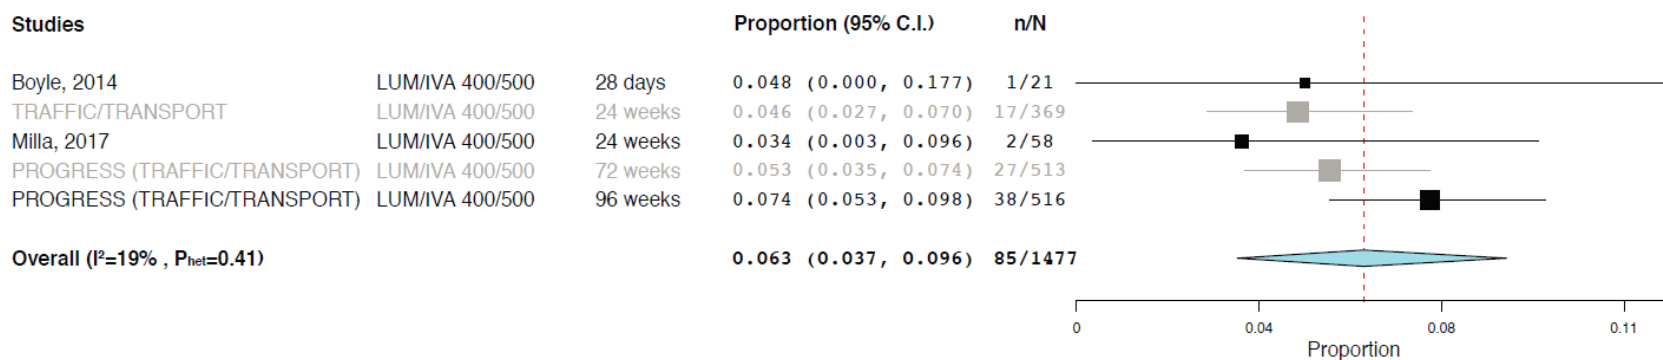 Studies Proportion (95% C.I.) n/N
Boyle, 2014 LUM/IVA 400/500 28 days 0.048 (0.000, 0.177) 1/21
TRAFFIC/TRANSPORT LUM/IVA 400/500 24 weeks 0.046 (0.027, 0.070) 17/369
Milla, 2017 LUM/IVA 400/500 24 weeks 0.034 (0.003, 0.096) 2/58
PROGRESS (TRAFFIC/TRANSPORT) LUM/IVA 400/500 72 weeks 0.053 (0.035, 0.074) 27/513
PROGRESS (TRAFFIC/TRANSPORT) LUM/IVA 400/500 96 weeks 0.074 (0.053, 0.098) 38/516
Overall (I²=19% , Phet=0.41) 0.063 (0.037, 0.096) 85/1477
0 0.04 0.08 0.11
Proportion